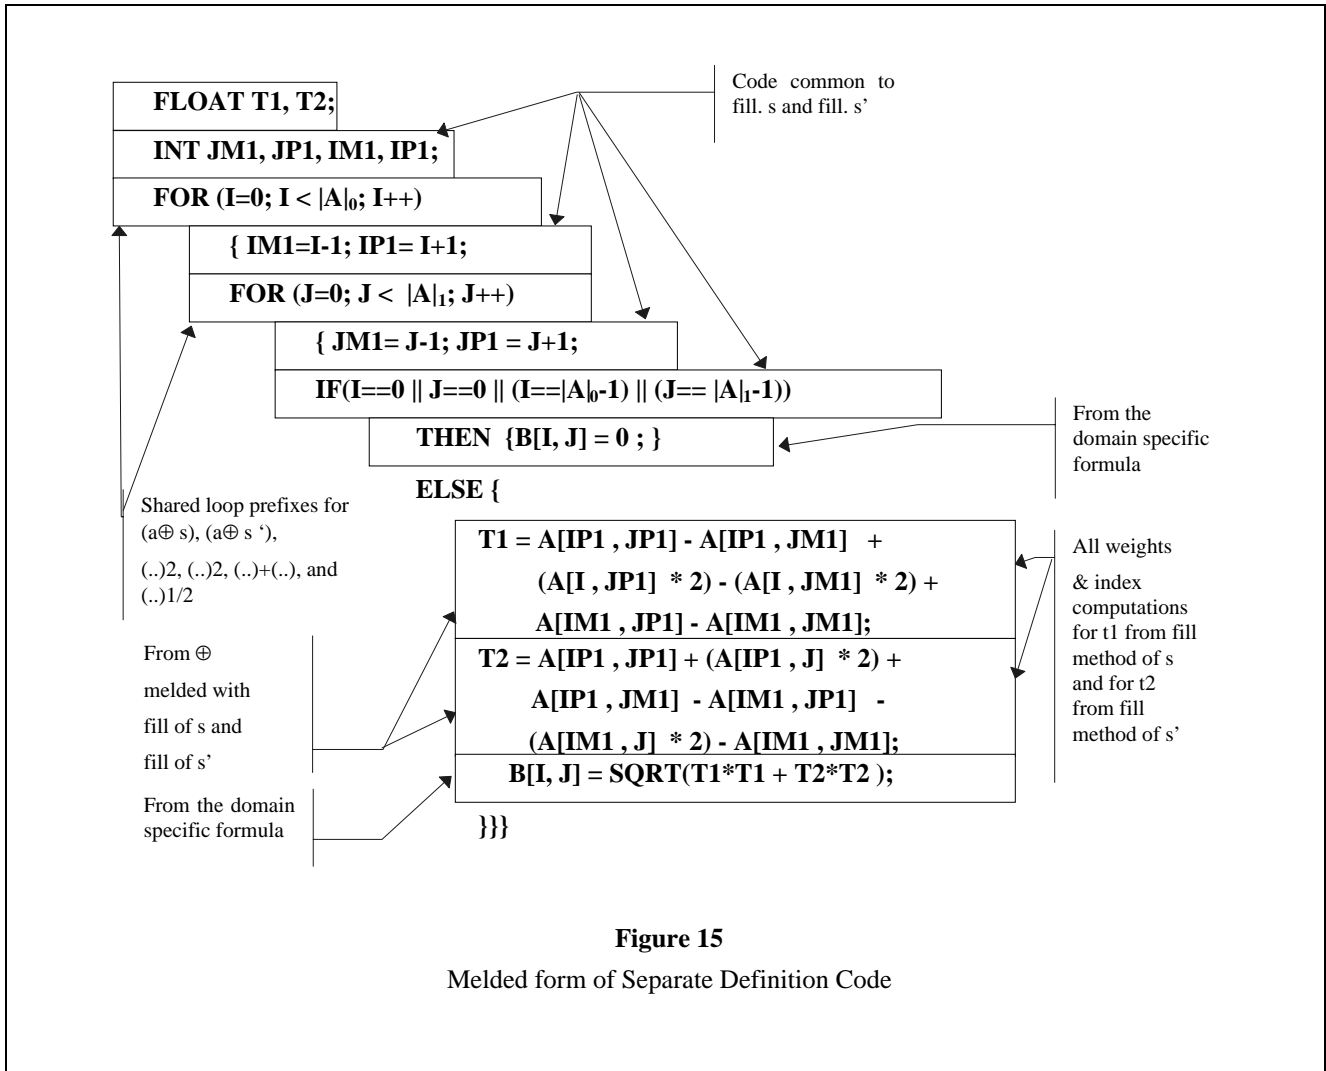 Code common to
fill. s and fill. s’
FLOAT T1, T2;
INT JM1, JP1, IM1, IP1;
FOR (I=0; I < |A|0; I++)
{ IM1=I-1; IP1= I+1;
FOR (J=0; J < |A|1; J++)
{ JM1= J-1; JP1 = J+1;
IF(I==0 || J==0 || (I==|A|0-1) || (J== |A|1-1))
THEN {B[I, J] = 0 ; }
ELSE {
From the
domain specific
formula
Shared loop prefixes for
(a⊕ s), (a⊕ s ‘),
(..)2, (..)2, (..)+(..), and
(..)1/2
T1 = A[IP1 , JP1] - A[IP1 , JM1] +
(A[I , JP1] * 2) - (A[I , JM1] * 2) +
A[IM1 , JP1] - A[IM1 , JM1];
T2 = A[IP1 , JP1] + (A[IP1 , J] * 2) +
A[IP1 , JM1] - A[IM1 , JP1] -
(A[IM1 , J] * 2) - A[IM1 , JM1];
B[I, J] = SQRT(T1*T1 + T2*T2 );
}}}
All weights
& index
computations
for t1 from fill
method of s
and for t2
from fill
method of s’
From ⊕
melded with
fill of s and
fill of s’
From the domain
specific formula
Figure 15
Melded form of Separate Definition Code